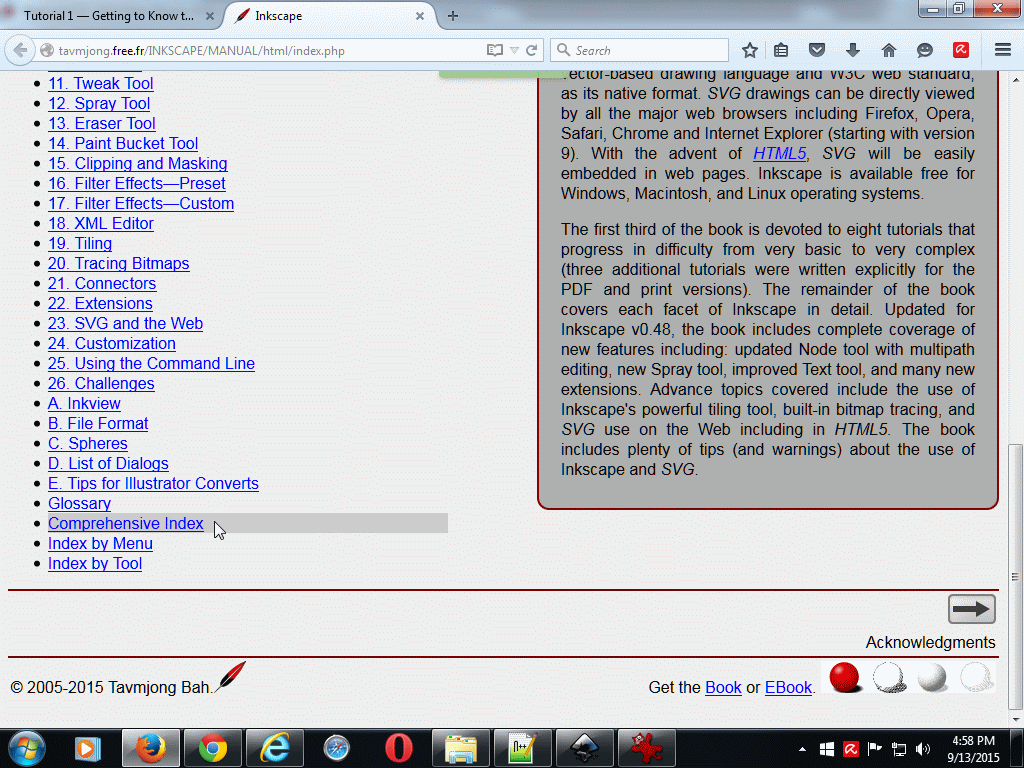 Tutorial 1 — Getting to Know t...
Inkscape
tavmjong.free.fr/INKSCAPE/MANUAL/html/index.php
Search
11. Tweak Tool
12. Spray Tool
13. Eraser Tool
14. Paint Bucket Tool
15. Clipping and Masking
16. Filter Effects—Preset
17. Filter Effects—Custom
18. XML Editor
19. Tiling
20. Tracing Bitmaps
21. Connectors
22. Extensions
23. SVG and the Web
24. Customization
25. Using the Command Line
26. Challenges
A. Inkview
B. File Format
C. Spheres
D. List of Dialogs
E. Tips for Illustrator Converts
Glossary
Comprehensive Index
Index by Menu
Index by Tool
vector-based drawing language and W3C web standard,
as its native format. SVG drawings can be directly viewed
by all the major web browsers including Firefox, Opera,
Safari, Chrome and Internet Explorer (starting with version
9). With the advent of HTML5, SVG will be easily
embedded in web pages. Inkscape is available free for
Windows, Macintosh, and Linux operating systems.
The first third of the book is devoted to eight tutorials that
progress in difficulty from very basic to very complex
(three additional tutorials were written explicitly for the
PDF and print versions). The remainder of the book
covers each facet of Inkscape in detail. Updated for
Inkscape v0.48, the book includes complete coverage of
new features including: updated Node tool with multipath
editing, new Spray tool, improved Text tool, and many new
extensions. Advance topics covered include the use of
Inkscape's powerful tiling tool, built-in bitmap tracing, and
SVG use on the Web including in HTML5. The book
includes plenty of tips (and warnings) about the use of
Inkscape and SVG.
Acknowledgments
© 2005-2015 Tavmjong Bah.
Get the Book or EBook.
4:58 PM
9/13/2015